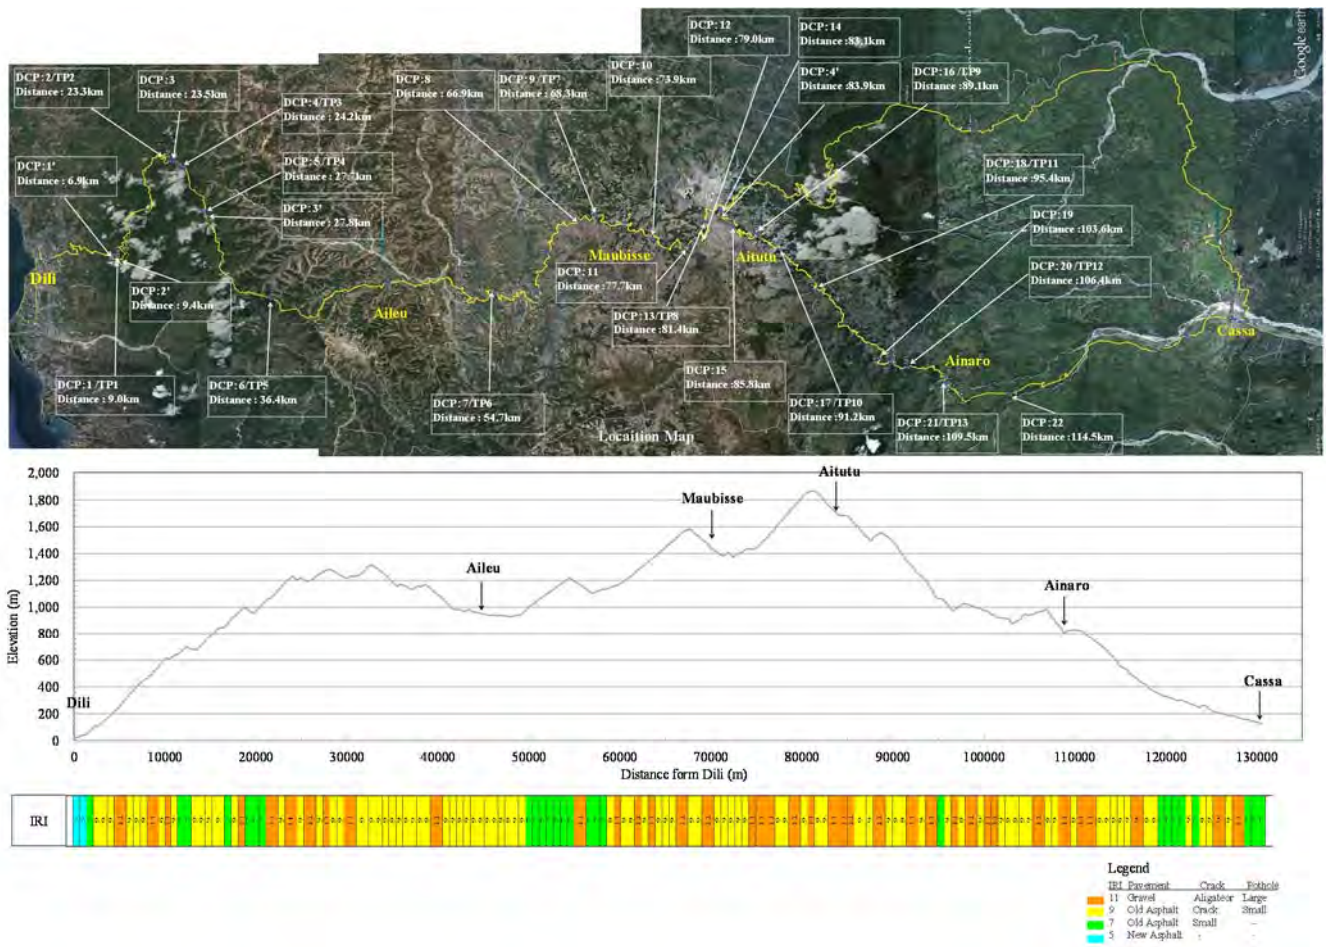 DCP: 12
Distance :79.0km
DCP: 14
Distance :83.1km
DCP: 2/TP2
Distance : 23.3km
DCP: 3
Distance : 23.5km
DCP: 4/TP3
Distance : 24.2km
DCP: 8
Distance : 66.9km
DCP: 9 /TP7
Distance : 68.3km
DCP: 10
Distance :73.9km
DCP: 4'
Distance :83.9km
DCP: 16 /TP9
Distance :89.1km
Google earth
DCP: 1'
Distance : 6.9km
DCP: 5 /TP4
Distance : 27.7km
DCP: 3'
Distance : 27.8km
DCP: 18 /TP11
Distance :95.4km
DCP: 19
Distance :103.6km
DCP: 20 /TP12
Distance :106.4km
Dili
DCP: 2'
Distance : 9.4km
Aileu
Maubisse
DCP: 11
Distance : 77.7km
Aitutu
DCP: 13/TP8
Distance :81.4km
Cassa
Ainaro
DCP: 1 /TP1
Distance : 9.0km
DCP: 6/TP5
Distance : 36.4km
DCP: 7/TP6
Distance : 54.7km
DCP: 15
Distance :85.8km
DCP: 17 /TP10
Distance :91.2km
DCP: 21/TP13
Distance :109.5km
DCP: 22
Distance :114.5km
Locaition Map
2,000
1,800
1,600
1,400
1,200
1,000
800
600
400
200
0
Elevation (m)
Dili
Aileu
Maubisse
Aitutu
Ainaro
Cassa
0 10000 20000 30000 40000 50000 60000 70000 80000 90000 100000 110000 120000 130000
Distance form Dili (m)
IRI
Legend
IRI Pavement Crack Pothole
11 Gravel Aligateor Large
9 Old Asphalt Crack Small
7 Old Asphalt Small -
5 New Asphalt - -